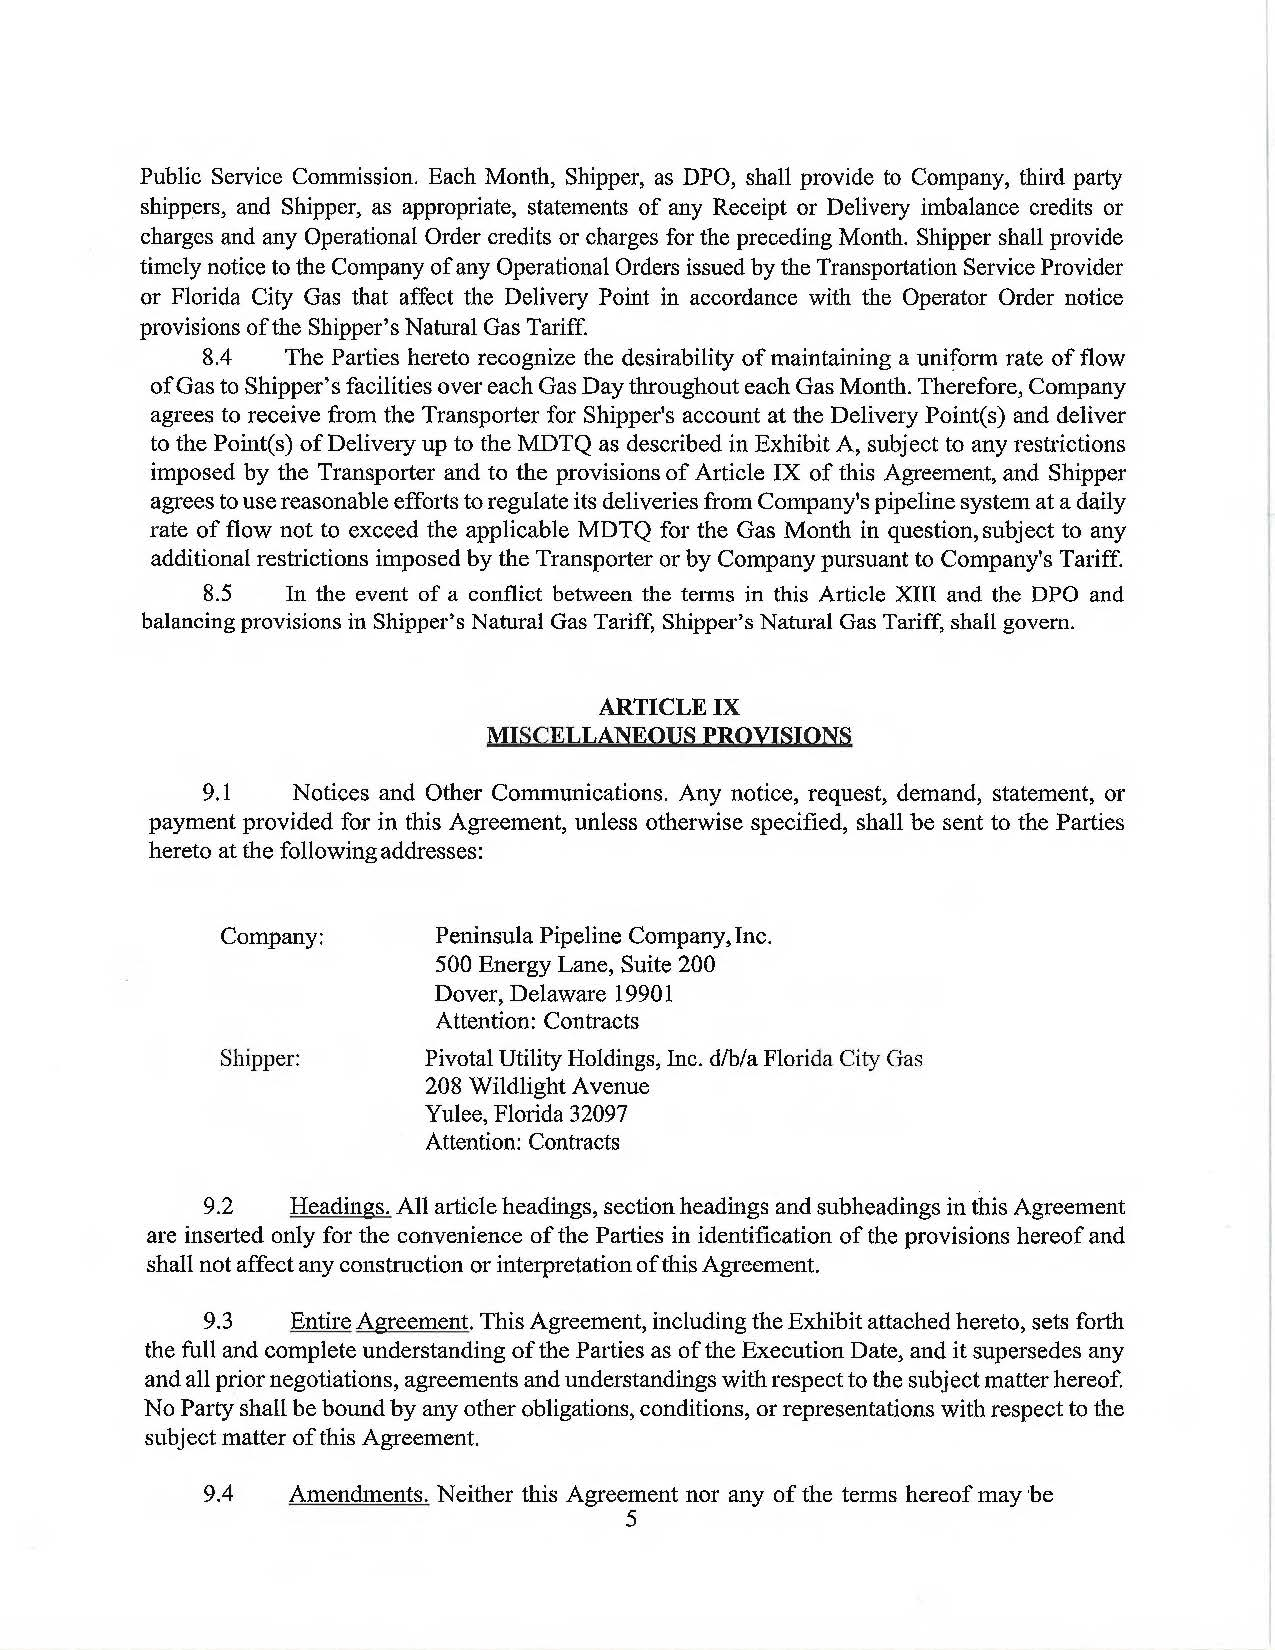 Public Service Commission. Each Month, Shipper, as DPO, shall provide to Company, third party
shippers, and Shipper, as appropriate, statements of any Receipt or Delivery imbalance credits or
charges and any Operational Order credits or charges for the preceding Month. Shipper shall provide
timely notice to the Company of any Operational Orders issued by the Transportation Service Provider
or Florida City Gas that affect the Delivery Point in accordance with the Operator Order notice
provisions of the Shipper’s Natural Gas Tariff.
8.4 The Parties hereto recognize the desirability of maintaining a uniform rate of flow
of Gas to Shipper’s facilities over each Gas Day throughout each Gas Month. Therefore, Company
agrees to receive from the Transporter for Shipper's account at the Delivery Point(s) and deliver
to the Point(s) of Delivery up to the MDTQ as described in Exhibit A, subject to any restrictions
imposed by the Transporter and to the provisions of Article IX of this Agreement, and Shipper
agrees to use reasonable efforts to regulate its deliveries from Company's pipeline system at a daily
rate of flow not to exceed the applicable MDTQ for the Gas Month in question, subject to any
additional restrictions imposed by the Transporter or by Company pursuant to Company's Tariff.
8.5 In the event of a conflict between the terms in this Article XIII and the DPO and
balancing provisions in Shipper’s Natural Gas Tariff, Shipper’s Natural Gas Tariff, shall govern.
ARTICLE IX
MISCELLANEOUS PROVISIONS
9.1 Notices and Other Communications. Any notice, request, demand, statement, or
payment provided for in this Agreement, unless otherwise specified, shall be sent to the Parties
hereto at the following addresses:
Company: Peninsula Pipeline Company, Inc.
500 Energy Lane, Suite 200
Dover, Delaware 19901
Attention: Contracts
Shipper: Pivotal Utility Holdings, Inc. d/b/a Florida City Gas
208 Wildlight Avenue
Yulee, Florida 32097
Attention: Contracts
9.2 Headings. All article headings, section headings and subheadings in this Agreement
are inserted only for the convenience of the Parties in identification of the provisions hereof and
shall not affect any construction or interpretation of this Agreement.
9.3 Entire Agreement. This Agreement, including the Exhibit attached hereto, sets forth
the full and complete understanding of the Parties as of the Execution Date, and it supersedes any
and all prior negotiations, agreements and understandings with respect to the subject matter hereof.
No Party shall be bound by any other obligations, conditions, or representations with respect to the
subject matter of this Agreement.
9.4 Amendments. Neither this Agreement nor any of the terms hereof may be
5